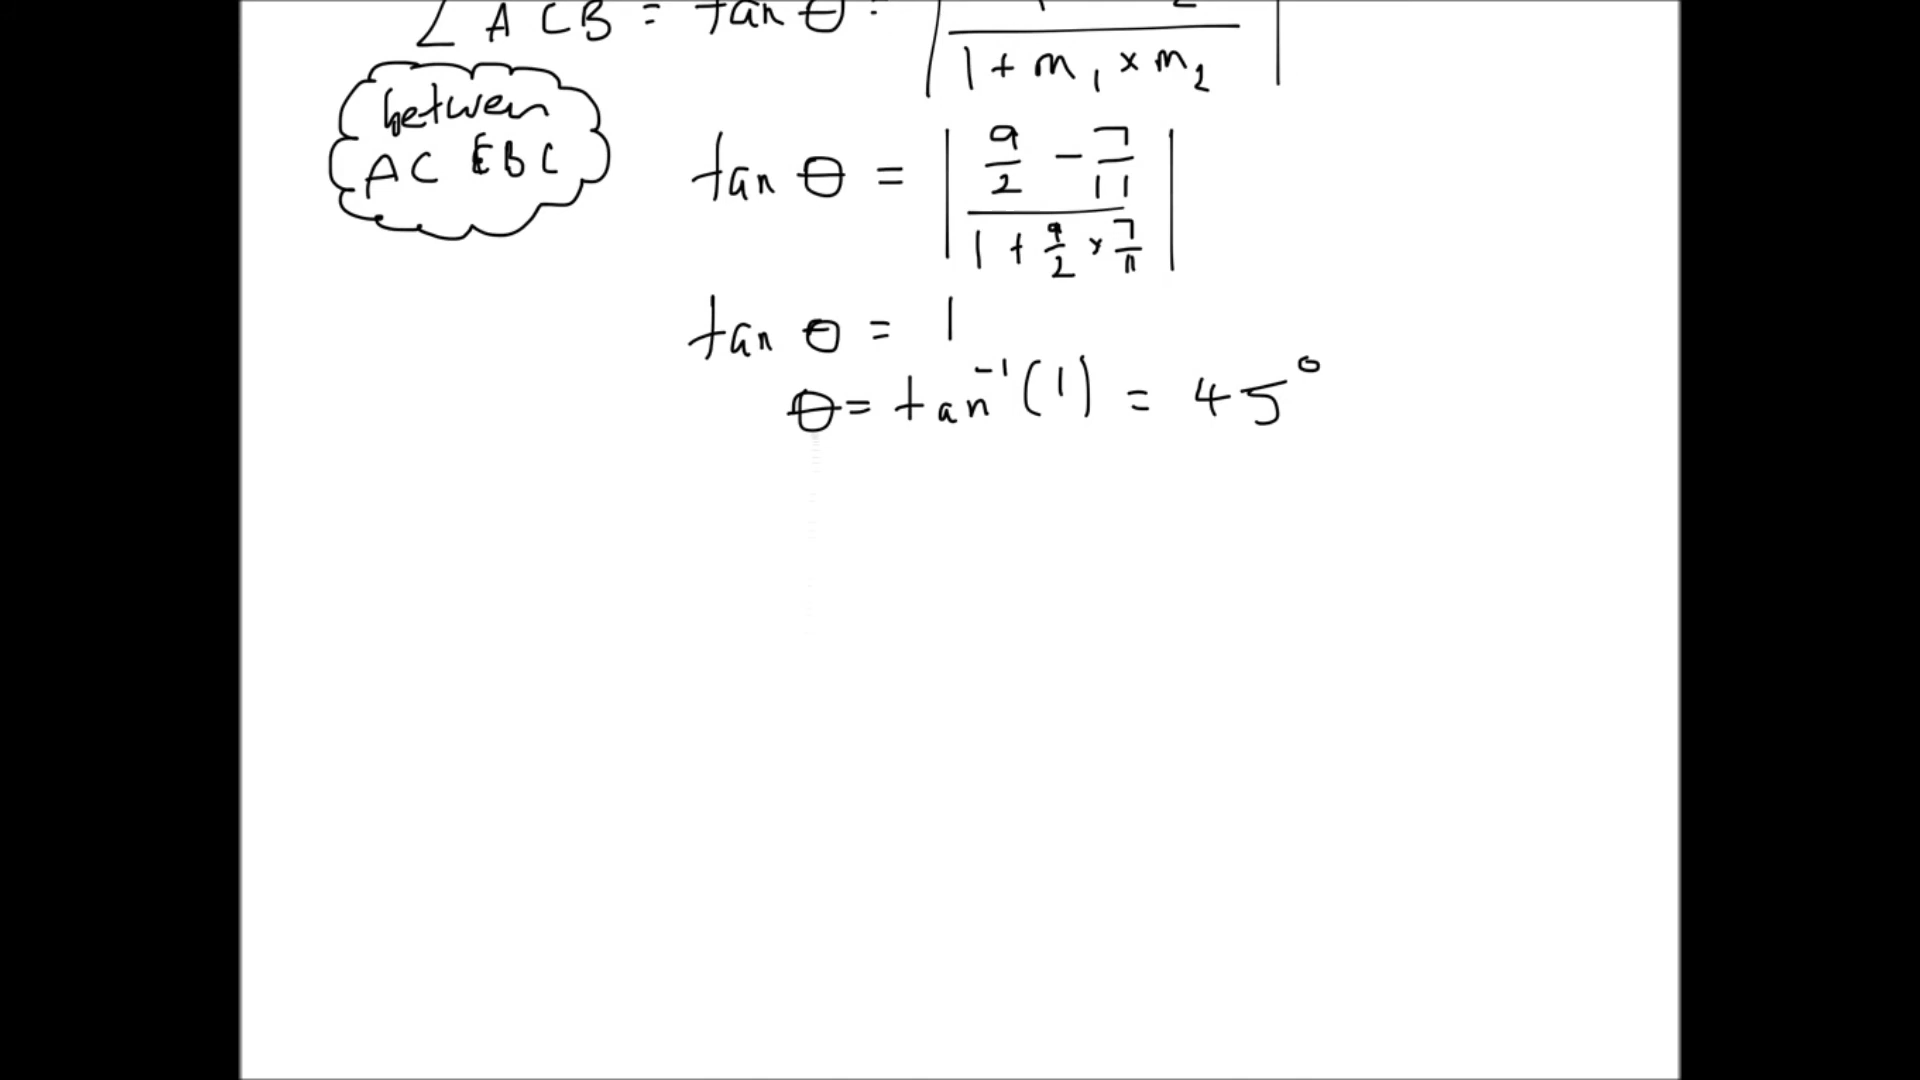 ∠ACB = tan θ =
1 + m₁ × m₂
between
AC & BC
tan θ = | (9/2 - 7/11) / (1 + 9/2 × 7/11) |
tan θ = 1
θ = tan⁻¹(1) = 45°